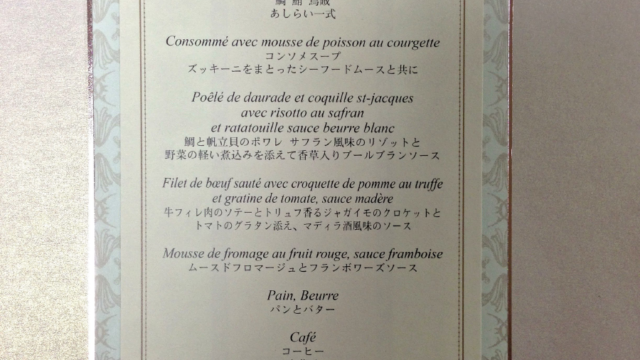 鯛 鮪 烏賊
あしらい一式
Consommé avec mousse de poisson au courgette
コンソメスープ
ズッキーニをまとったシーフードムースと共に
Poêlé de daurade et coquille st-jacques
avec risotto au safran
et ratatouille sauce beurre blanc
鯛と帆立貝のポワレ サフラン風味のリゾットと
野菜の軽い煮込みを添えて香草入りブールブランソース
Filet de bœuf sauté avec croquette de pomme au truffe
et gratine de tomate, sauce madère
牛フィレ肉のソテーとトリュフ香るジャガイモのクロケットと
トマトのグラタン添え、マディラ酒風味のソース
Mousse de fromage au fruit rouge, sauce framboise
ムースドフロマージュとフランボワーズソース
Pain, Beurre
パンとバター
Café
コーヒー